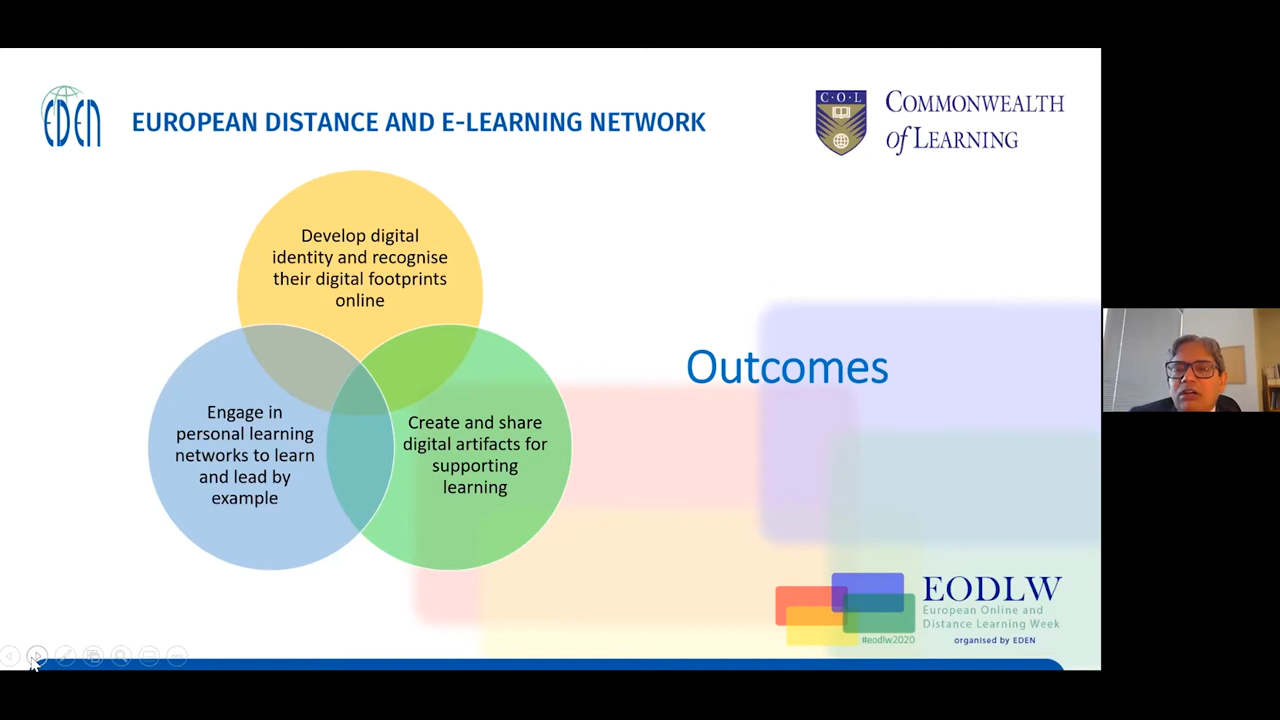 EDEN
EUROPEAN DISTANCE AND E-LEARNING NETWORK
C·O·L
COMMONWEALTH
of LEARNING
Develop digital
identity and recognise
their digital footprints
online
Engage in
personal learning
networks to learn
and lead by
example
Create and share
digital artifacts for
supporting
learning
Outcomes
EODLW
European Online and
Distance Learning Week
#eodlw2020
organised by EDEN